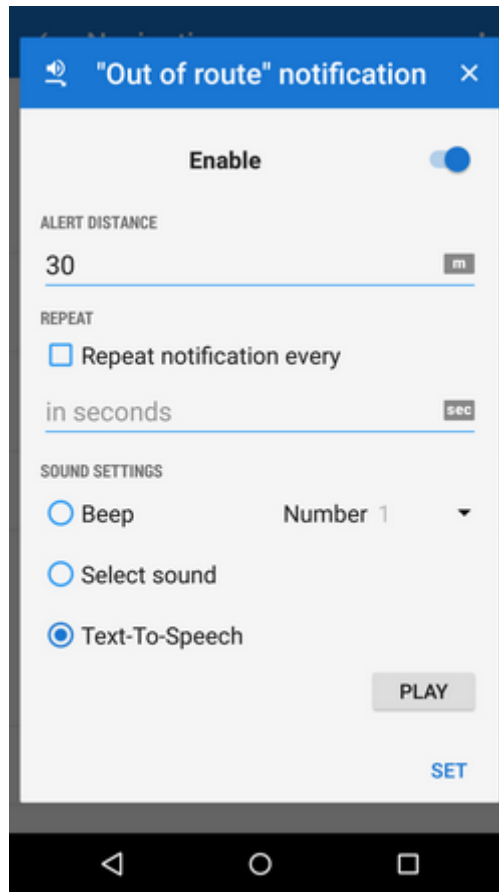 "Out of route" notification
Enable
ALERT DISTANCE
30 m
REPEAT
Repeat notification every
in seconds sec
SOUND SETTINGS
Beep Number 1
Select sound
Text-To-Speech
PLAY
SET